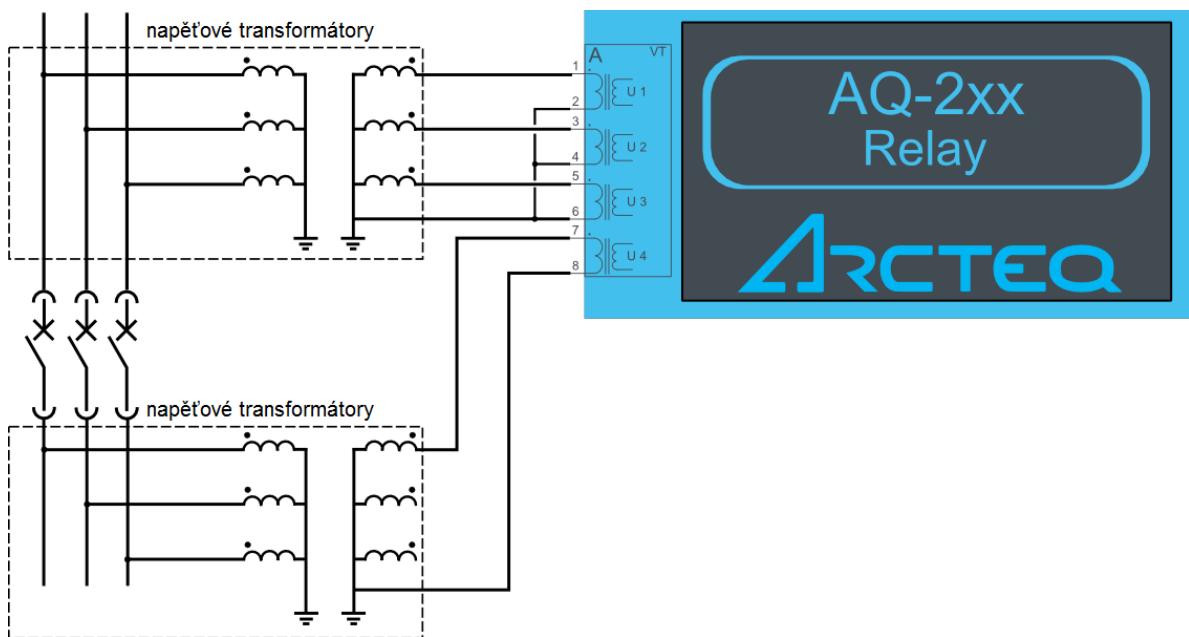 napěťové transformátory
A VT
1
U 1
2
3
U 2
4
5
U 3
6
7
U 4
8
AQ-2xx
Relay
ARCTEQ
napěťové transformátory